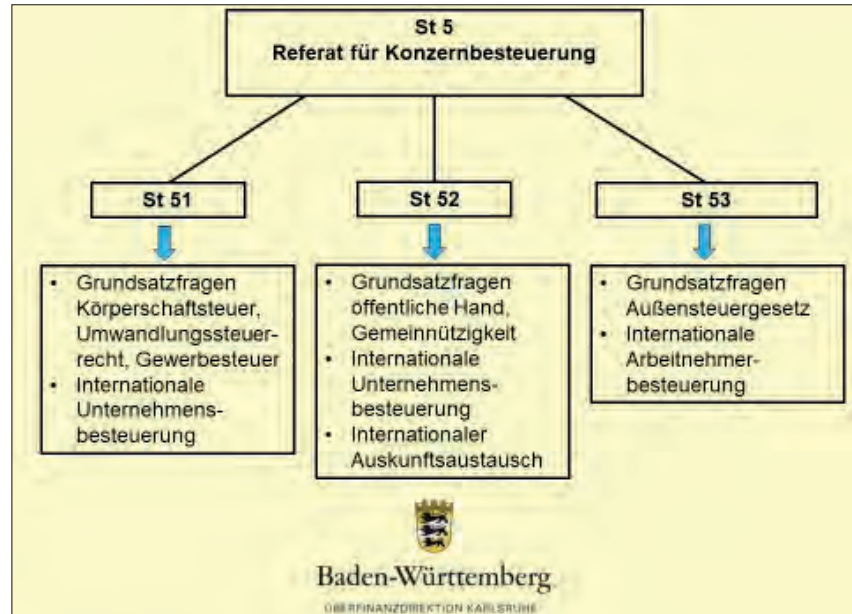 St 5
Referat für Konzernbesteuerung
St 51
St 52
St 53
• Grundsatzfragen
Körperschaftsteuer,
Umwandlungssteuer-
recht, Gewerbesteuer
• Internationale
Unternehmens-
besteuerung
• Grundsatzfragen
öffentliche Hand,
Gemeinnützigkeit
• Internationale
Unternehmens-
besteuerung
• Internationaler
Auskunftsaustausch
• Grundsatzfragen
Außensteuergesetz
• Internationale
Arbeitnehmer-
besteuerung
Baden-Württemberg
OBERFINANZDIREKTION KARLSRUHE